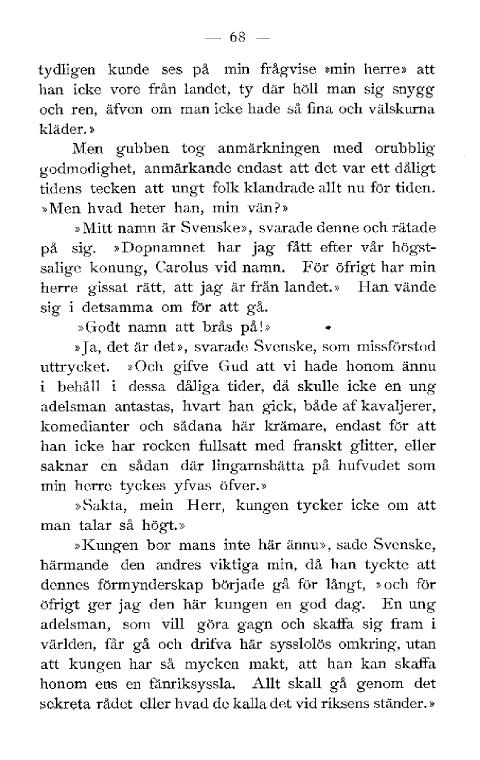 — 68 —
tydligen kunde ses på min frågvise »min herre» att
han icke vore från landet, ty där höll man sig snygg
och ren, äfven om man icke hade så fina och välskurna
kläder.»
Men gubben tog anmärkningen med orubblig
godmodighet, anmärkande endast att det var ett dåligt
tidens tecken att ungt folk klandrade allt nu för tiden.
»Men hvad heter han, min vän?»
»Mitt namn är Svenske», svarade denne och rätade
på sig. »Dopnamnet har jag fått efter vår högst-
salige konung, Carolus vid namn. För öfrigt har min
herre gissat rätt, att jag är från landet.» Han vände
sig i detsamma om för att gå.
»Godt namn att brås på!»
»Ja, det är det», svarade Svenske, som missförstod
uttrycket. »Och gifve Gud att vi hade honom ännu
i behåll i dessa dåliga tider, då skulle icke en ung
adelsman antastas, hvart han gick, både af kavaljerer,
komedianter och sådana här krämare, endast för att
han icke har rocken fullsatt med franskt glitter, eller
saknar en sådan där lingarnshätta på hufvudet som
min herre tyckes yfvas öfver.»
»Sakta, mein Herr, kungen tycker icke om att
man talar så högt.»
»Kungen bor mans inte här ännu», sade Svenske,
härmande den andres viktiga min, då han tyckte att
dennes förmynderskap började gå för långt, »och för
öfrigt ger jag den här kungen en god dag. En ung
adelsman, som vill göra gagn och skaffa sig fram i
världen, får gå och drifva här sysslolös omkring, utan
att kungen har så mycken makt, att han kan skaffa
honom ens en fänriksyssla. Allt skall gå genom det
sekreta rådet eller hvad de kalla det vid riksens ständer.»